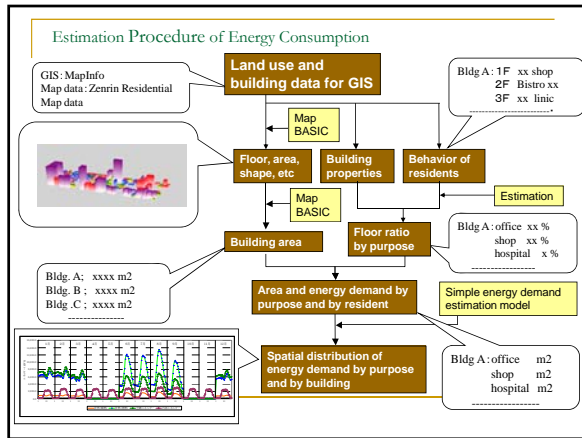 Estimation Procedure of Energy Consumption
GIS : MapInfo
Map data : Zenrin Residential
Map data
Land use and
building data for GIS
Bldg A : 1F xx shop
2F Bistro xx
3F xx linic
Map
BASIC
Floor, area,
shape, etc
Building
properties
Behavior of
residents
Map
BASIC
Estimation
Building area
Floor ratio
by purpose
Bldg A : office xx %
shop xx %
hospital x %
Bldg. A; xxxx m2
Bldg. B ; xxxx m2
Bldg .C ; xxxx m2
Area and energy demand by
purpose and by resident
Simple energy demand
estimation model
Spatial distribution of
energy demand by purpose
and by building
Bldg A : office m2
shop m2
hospital m2